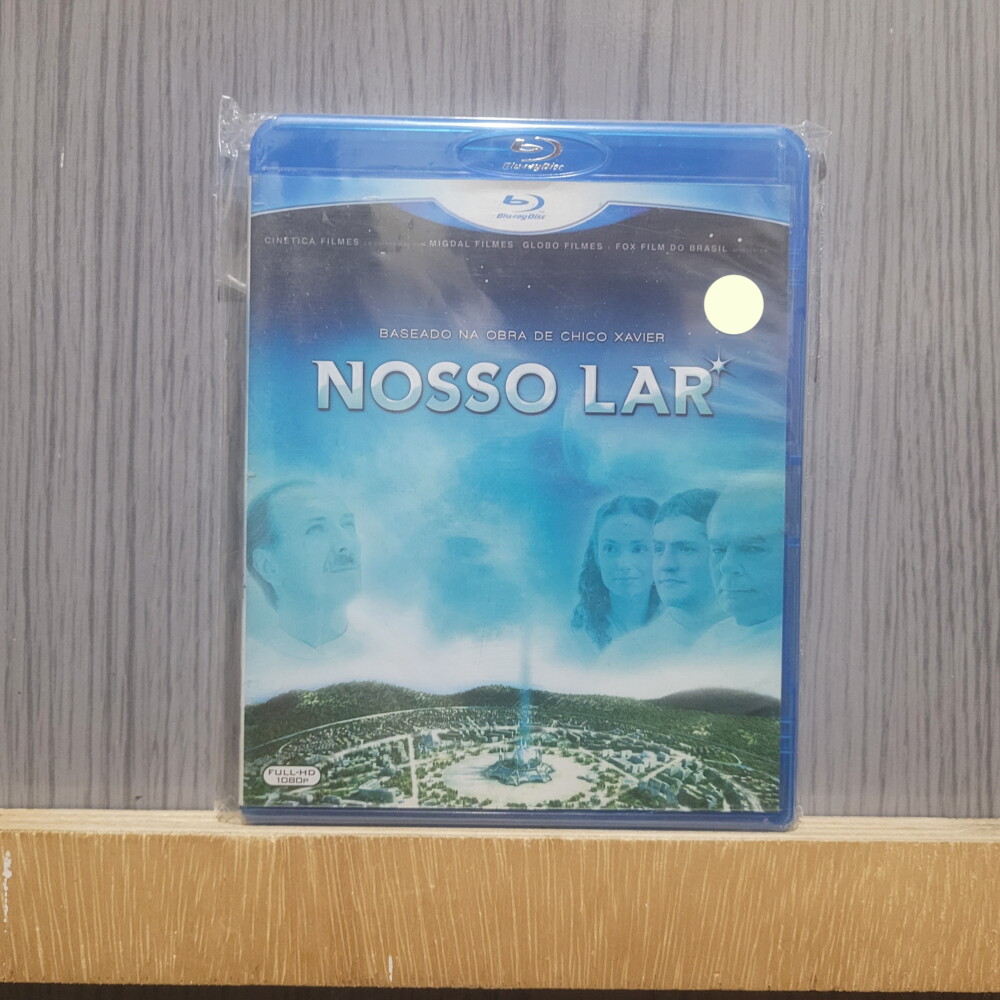 Blu-ray Disc
Blu-ray Disc
CINÉTICA FILMES MIGDAL FILMES GLOBO FILMES FOX FILM DO BRASIL
BASEADO NA OBRA DE CHICO XAVIER
NOSSO LAR
FULL-HD
1080P